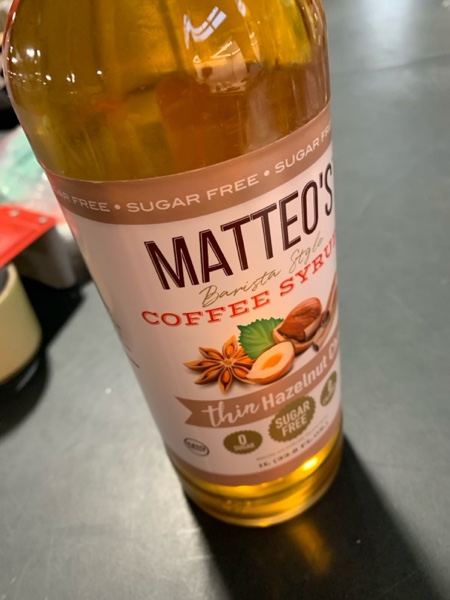 FREE • SUGAR FREE • SUGAR FREE
MATTEO'S
Barista Style
COFFEE SYRU
thin Hazelnut
0
SUGAR
SUGAR
FREE